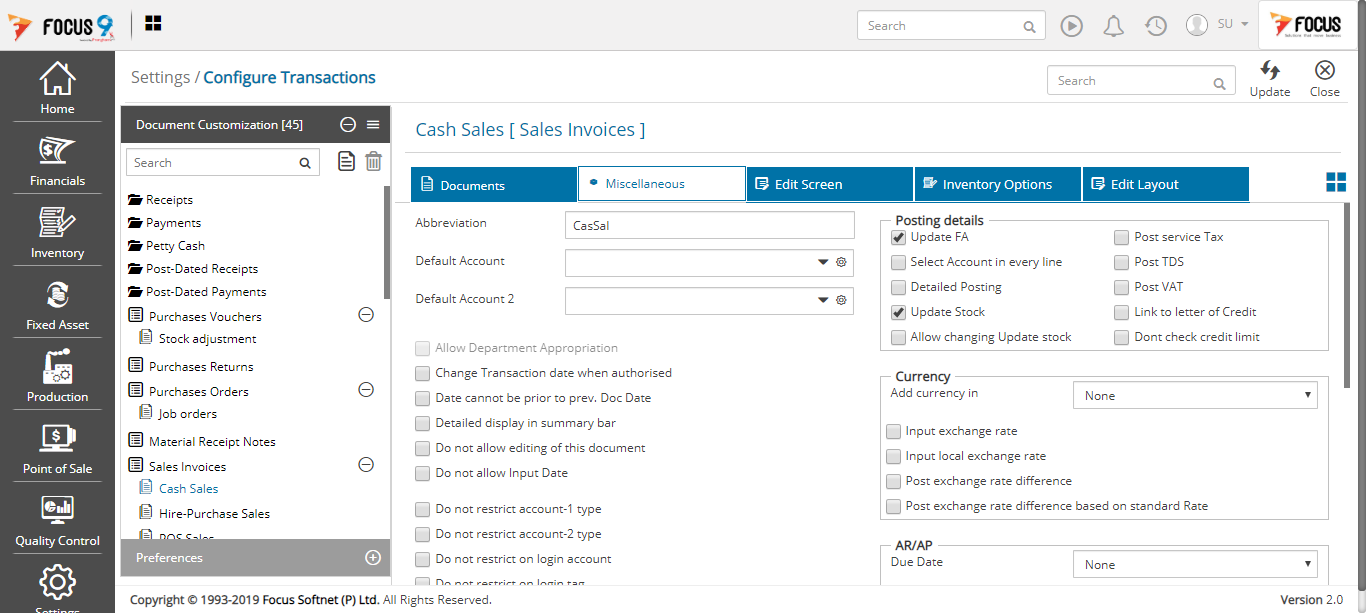 FOCUS 9
Search
SU
FOCUS
Home
Financials
Inventory
Fixed Asset
Production
Point of Sale
Quality Control
Settings
Settings / Configure Transactions
Search
Update
Close
Document Customization [45]
Search
Receipts
Payments
Petty Cash
Post-Dated Receipts
Post-Dated Payments
Purchases Vouchers
Stock adjustment
Purchases Returns
Purchases Orders
Job orders
Material Receipt Notes
Sales Invoices
Cash Sales
Hire-Purchase Sales
POS Sales
Preferences
Cash Sales [ Sales Invoices ]
Documents
Miscellaneous
Edit Screen
Inventory Options
Edit Layout
Abbreviation
CasSal
Default Account
Default Account 2
Allow Department Appropriation
Change Transaction date when authorised
Date cannot be prior to prev. Doc Date
Detailed display in summary bar
Do not allow editing of this document
Do not allow Input Date
Do not restrict account-1 type
Do not restrict account-2 type
Do not restrict on login account
Do not restrict on login tag
Posting details
Update FA
Post service Tax
Select Account in every line
Post TDS
Detailed Posting
Post VAT
Update Stock
Link to letter of Credit
Allow changing Update stock
Dont check credit limit
Currency
Add currency in
None
Input exchange rate
Input local exchange rate
Post exchange rate difference
Post exchange rate difference based on standard Rate
AR/AP
Due Date
None
Copyright © 1993-2019 Focus Softnet (P) Ltd. All Rights Reserved.
Version 2.0